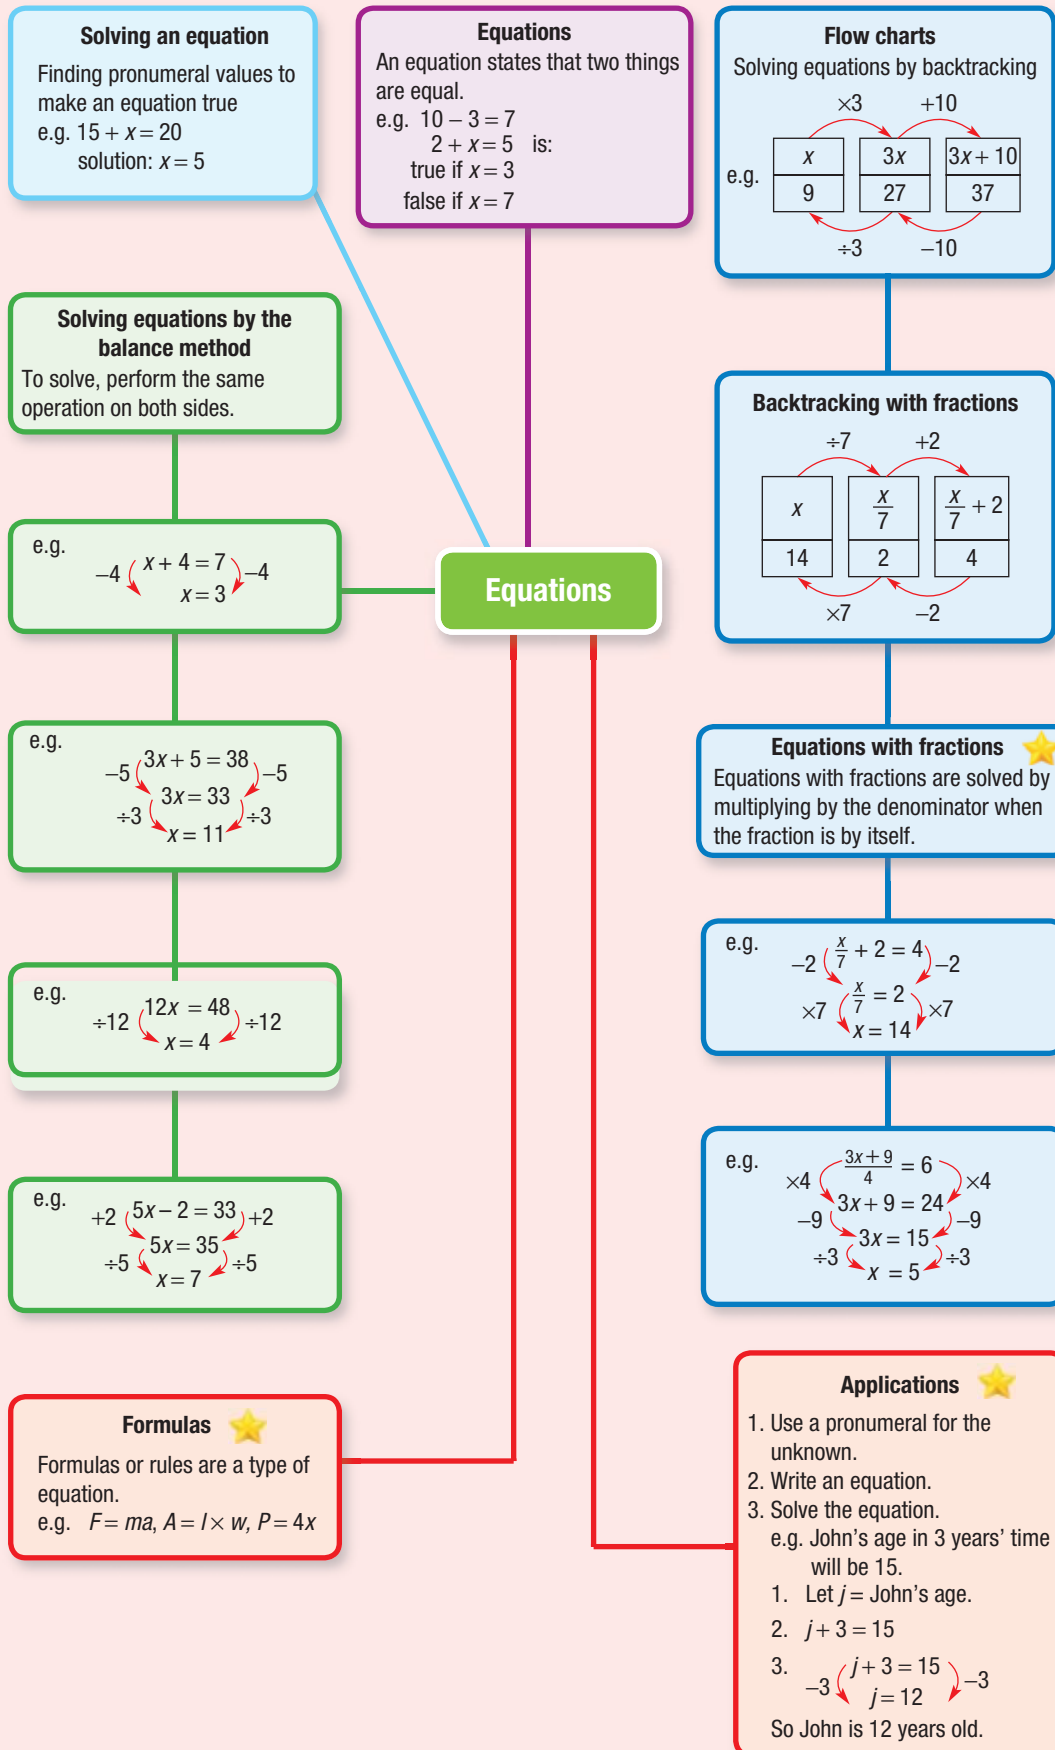 Solving an equation
Finding pronumeral values to
make an equation true
e.g. 15 + x = 20
solution: x = 5
Equations
An equation states that two things
are equal.
e.g. 10 − 3 = 7
2 + x = 5 is:
true if x = 3
false if x = 7
Flow charts
Solving equations by backtracking
×3 +10
e.g.
x 3x 3x + 10
9 27 37
÷3 −10
Solving equations by the
balance method
To solve, perform the same
operation on both sides.
e.g.
−4 x + 4 = 7 −4
x = 3
e.g.
−5 3x + 5 = 38 −5
3x = 33
÷3 ÷3
x = 11
e.g.
12x = 48
÷12 ÷12
x = 4
e.g.
+2 5x − 2 = 33 +2
5x = 35
÷5 ÷5
x = 7
Equations
Backtracking with fractions
÷7 +2
x x/7 x/7 + 2
14 2 4
×7 −2
Equations with fractions
Equations with fractions are solved by
multiplying by the denominator when
the fraction is by itself.
e.g.
−2 x/7 + 2 = 4 −2
x/7 = 2
×7 ×7
x = 14
e.g.
(3x + 9)/4 = 6
×4 ×4
3x + 9 = 24
−9 −9
3x = 15
÷3 ÷3
x = 5
Formulas
Formulas or rules are a type of
equation.
e.g. F = ma, A = l × w, P = 4x
Applications
1. Use a pronumeral for the
unknown.
2. Write an equation.
3. Solve the equation.
e.g. John’s age in 3 years’ time
will be 15.
1. Let j = John’s age.
2. j + 3 = 15
3. −3 j + 3 = 15 −3
j = 12
So John is 12 years old.